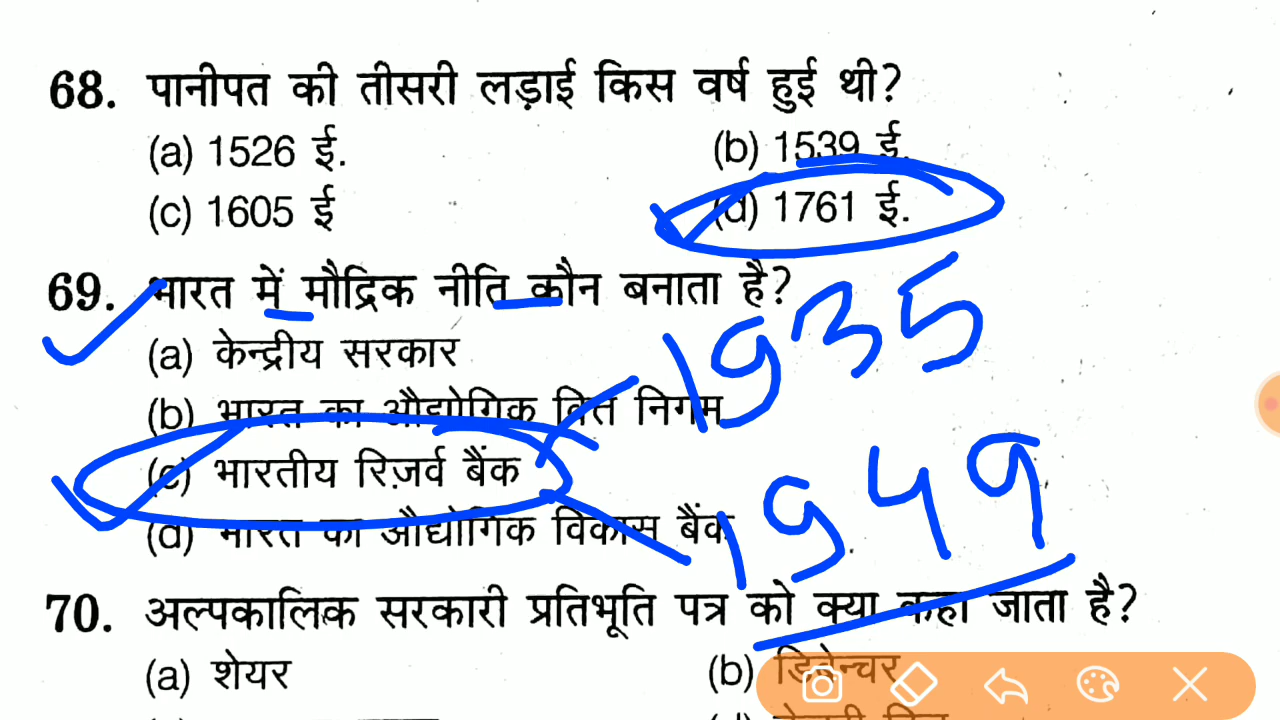 68. पानीपत की तीसरी लड़ाई किस वर्ष हुई थी?
(a) 1526 ई.
(b) 1539 ई.
(c) 1605 ई
(d) 1761 ई.
69. भारत में मौद्रिक नीति कौन बनाता है?
(a) केन्द्रीय सरकार
(b) भारत का औद्योगिक वित्त निगम
(c) भारतीय रिज़र्व बैंक
(d) भारत का औद्योगिक विकास बैंक
1935
1949
70. अल्पकालिक सरकारी प्रतिभूति पत्र को क्या कहा जाता है?
(a) शेयर
(b) डिबेन्चर